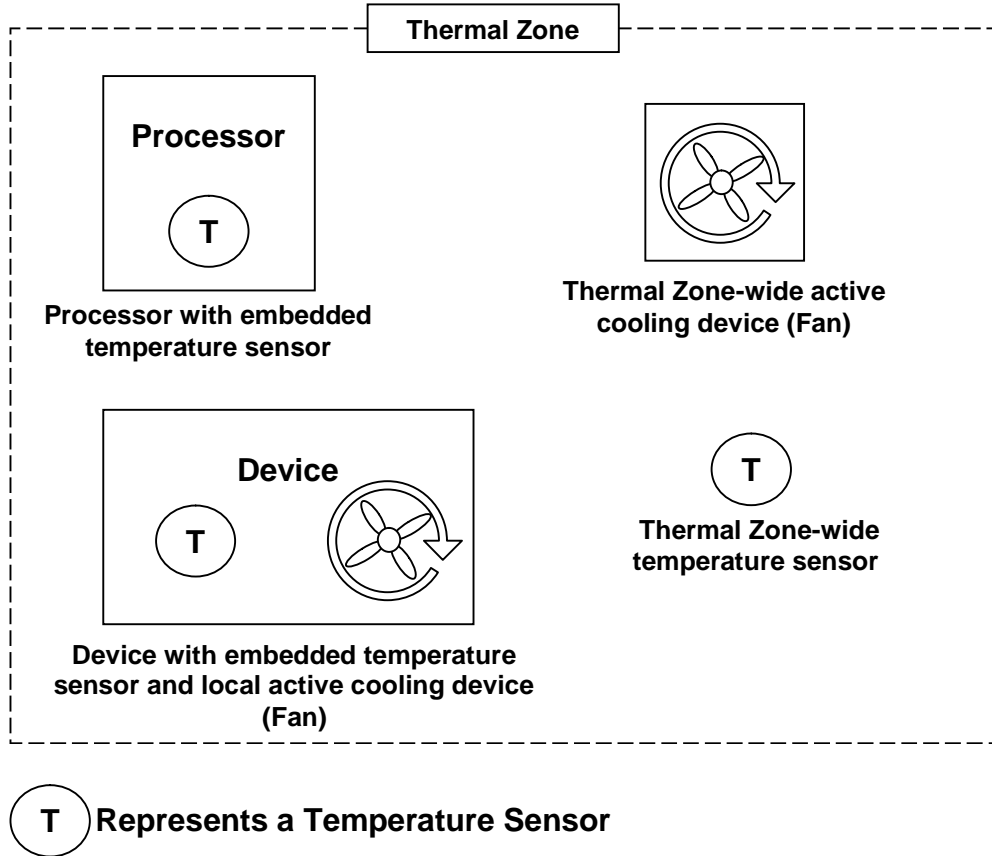 Thermal Zone
Processor
T
Processor with embedded
temperature sensor
Thermal Zone-wide active
cooling device (Fan)
Device
T
Device with embedded temperature
sensor and local active cooling device
(Fan)
T
Thermal Zone-wide
temperature sensor
T Represents a Temperature Sensor